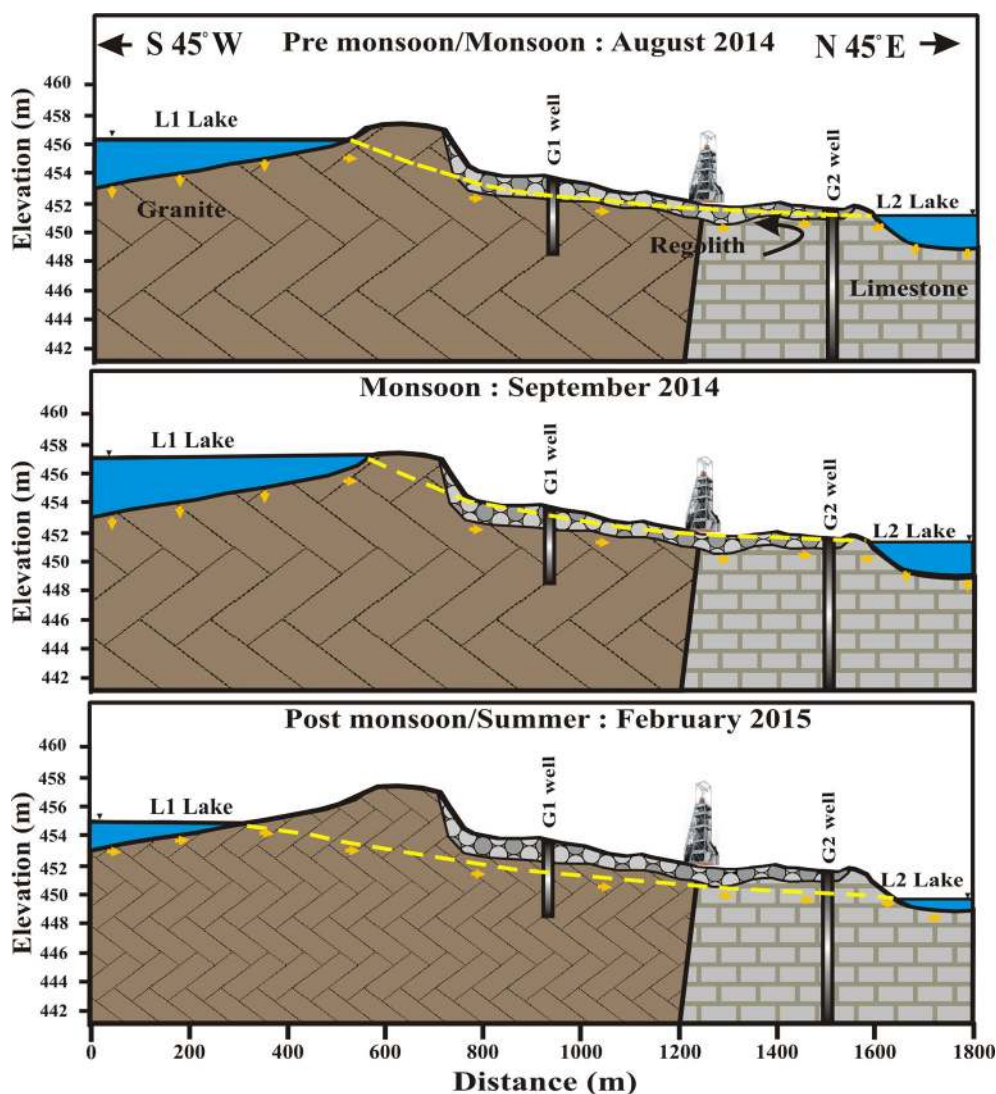 S 45°W
Pre monsoon/Monsoon : August 2014
N 45°E
Elevation (m)
460
458
456
454
452
450
448
446
444
442
L1 Lake
G1 well
G2 well
L2 Lake
Granite
Regolith
Limestone
Monsoon : September 2014
Elevation (m)
460
458
456
454
452
450
448
446
444
442
L1 Lake
G1 well
G2 well
L2 Lake
Post monsoon/Summer : February 2015
Elevation (m)
460
458
456
454
452
450
448
446
444
442
L1 Lake
G1 well
G2 well
L2 Lake
0
200
400
600
800
1000
1200
1400
1600
1800
Distance (m)